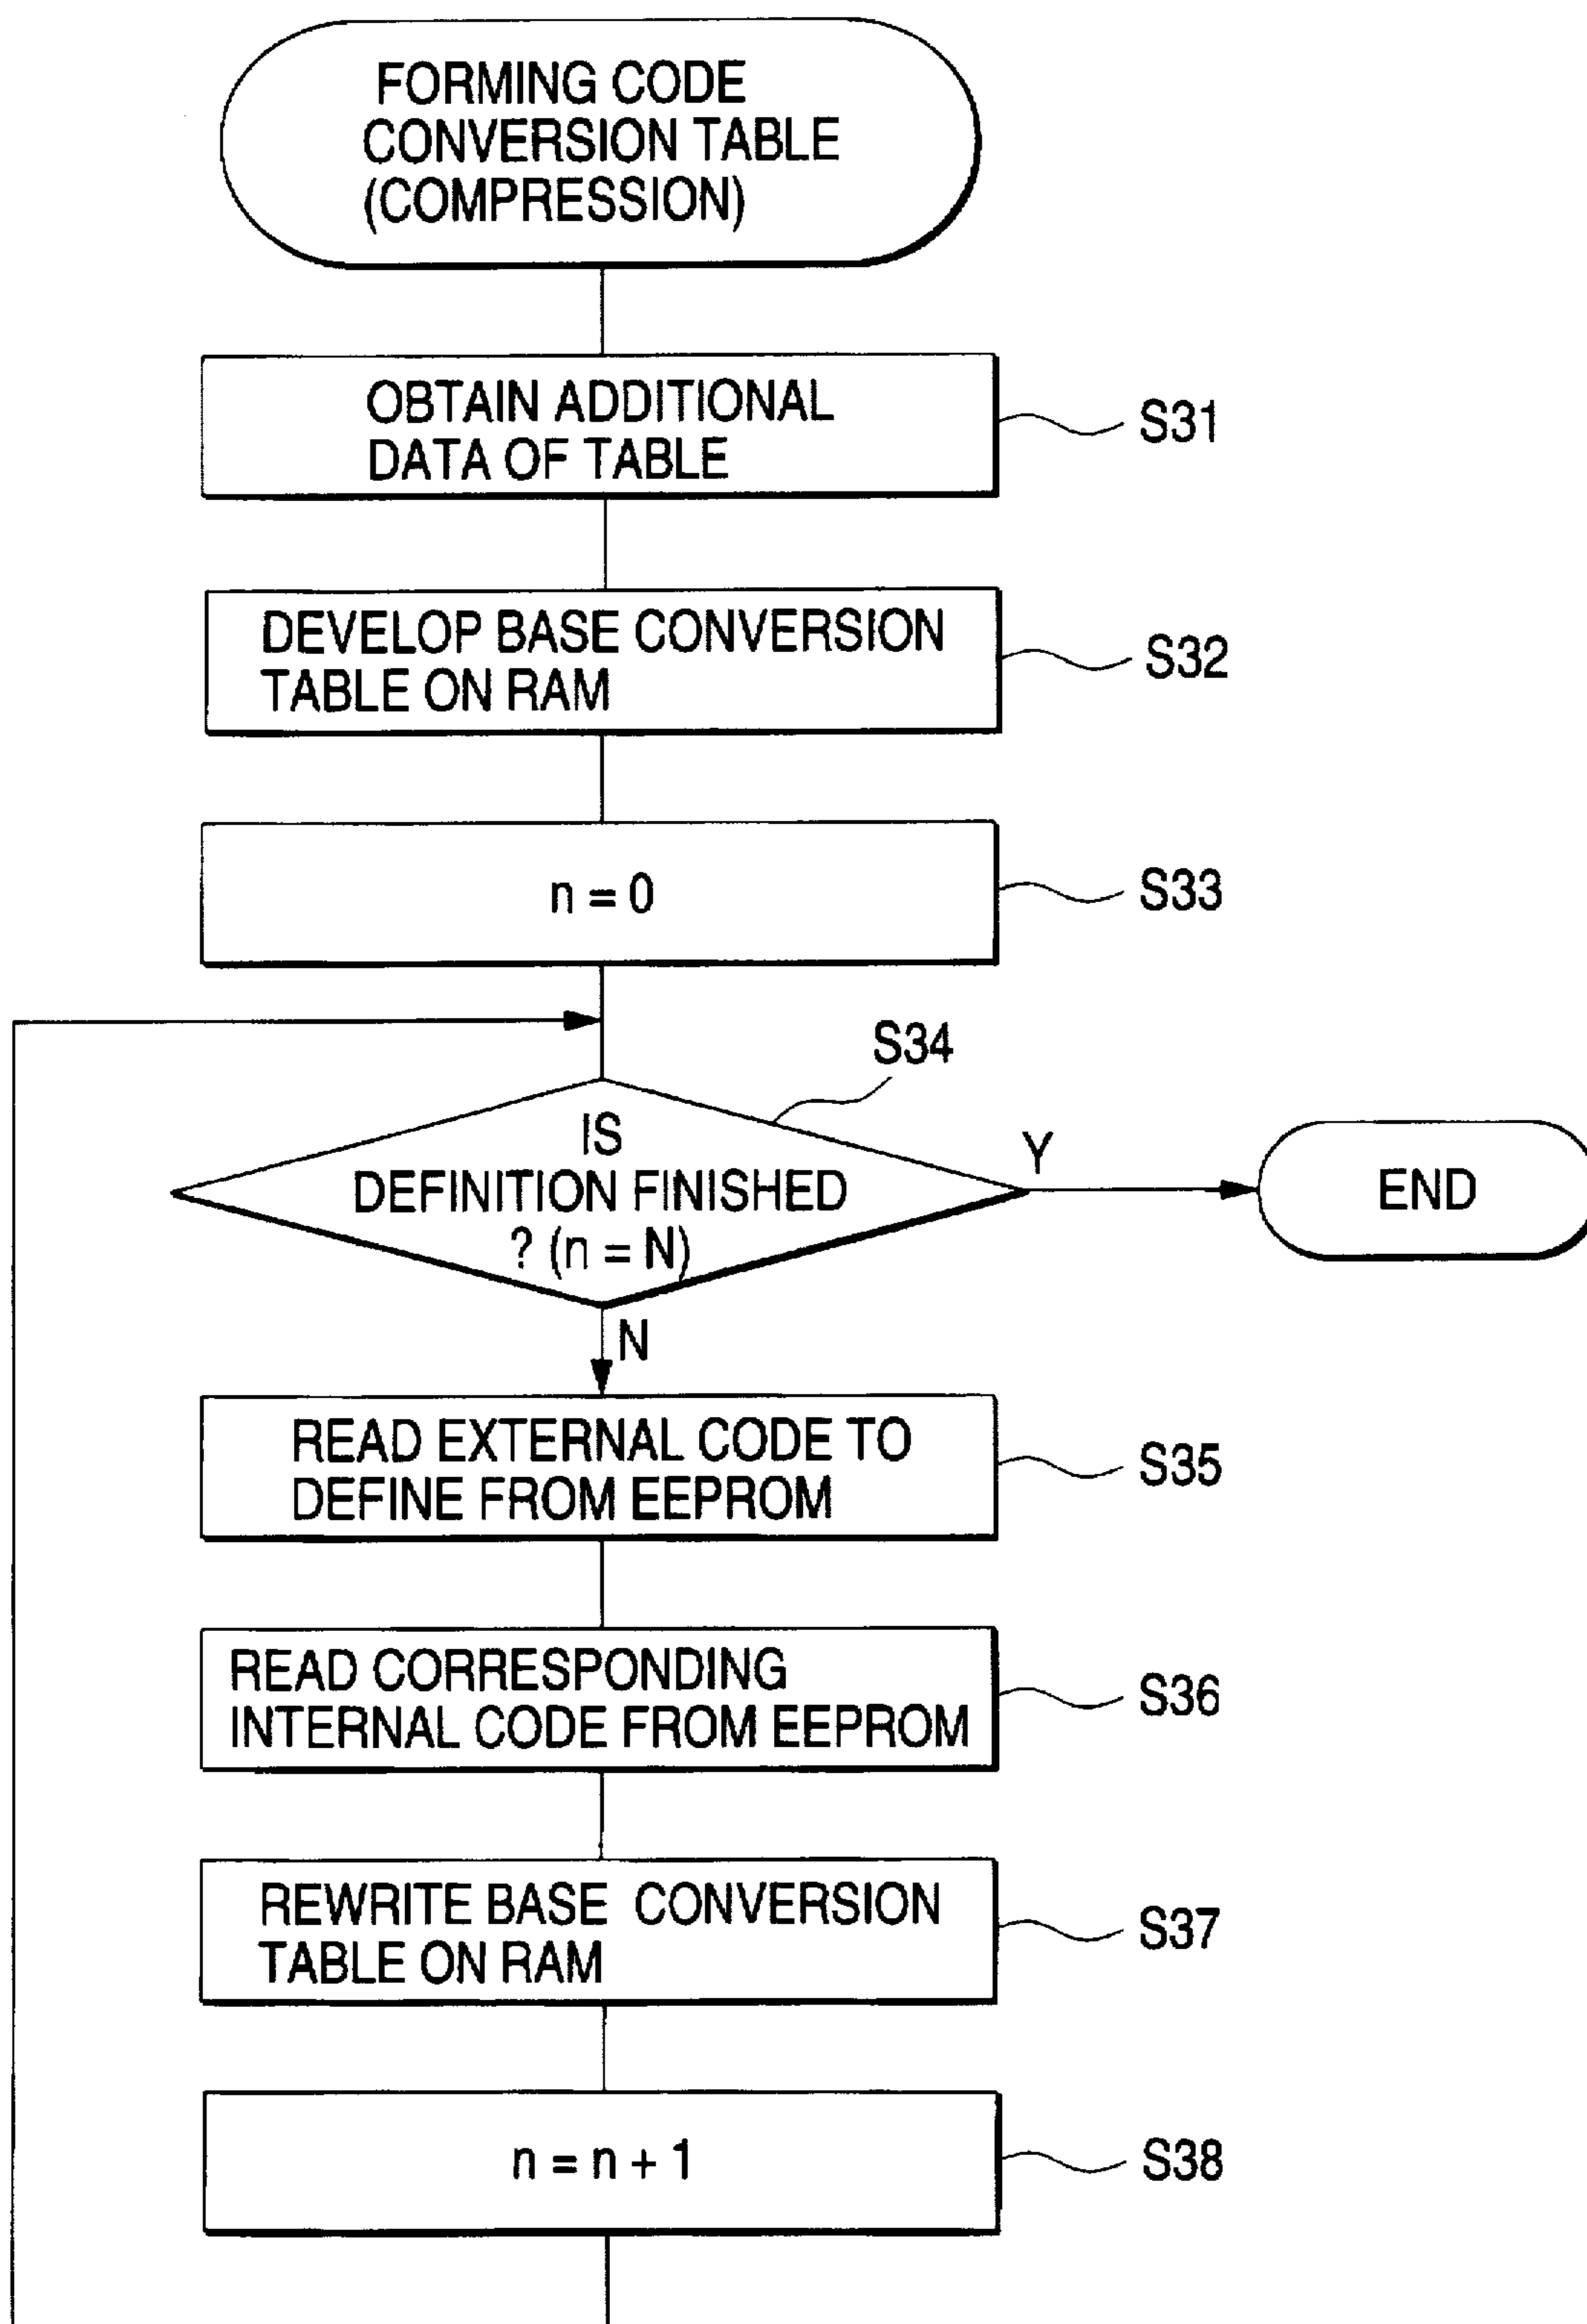 FORMING CODE
CONVERSION TABLE
(COMPRESSION)
OBTAIN ADDITIONAL
DATA OF TABLE
S31
DEVELOP BASE CONVERSION
TABLE ON RAM
S32
n = 0
S33
S34
IS
DEFINITION FINISHED
? (n = N)
Y
END
N
READ EXTERNAL CODE TO
DEFINE FROM EEPROM
S35
READ CORRESPONDING
INTERNAL CODE FROM EEPROM
S36
REWRITE BASE CONVERSION
TABLE ON RAM
S37
n = n + 1
S38